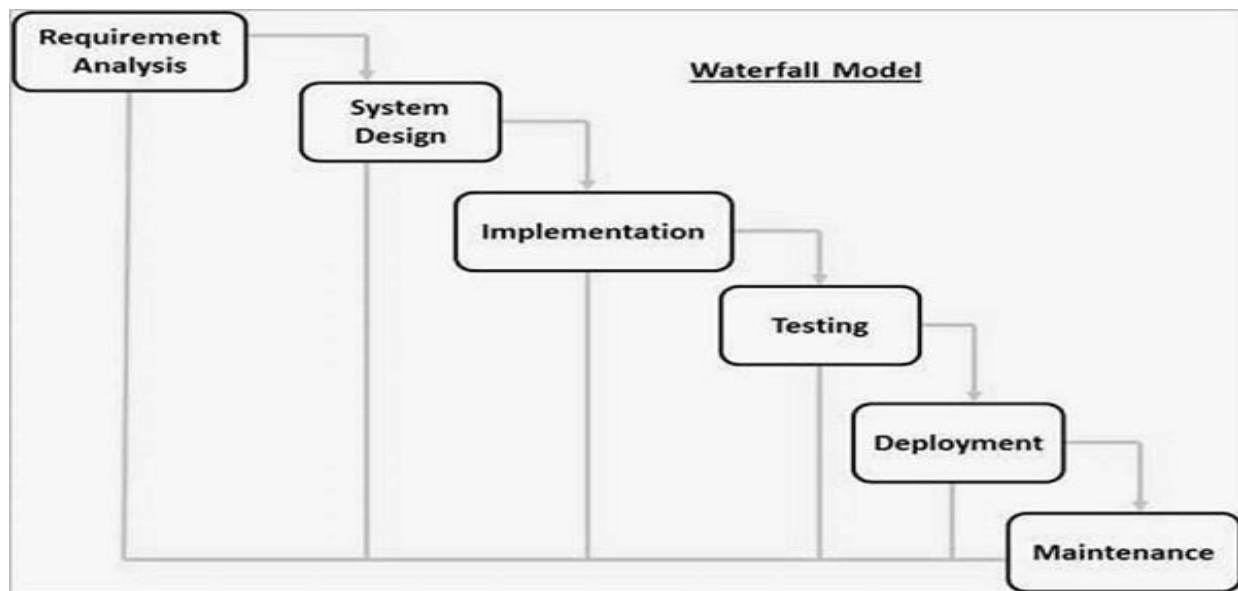 Requirement
Analysis
Waterfall Model
System
Design
Implementation
Testing
Deployment
Maintenance